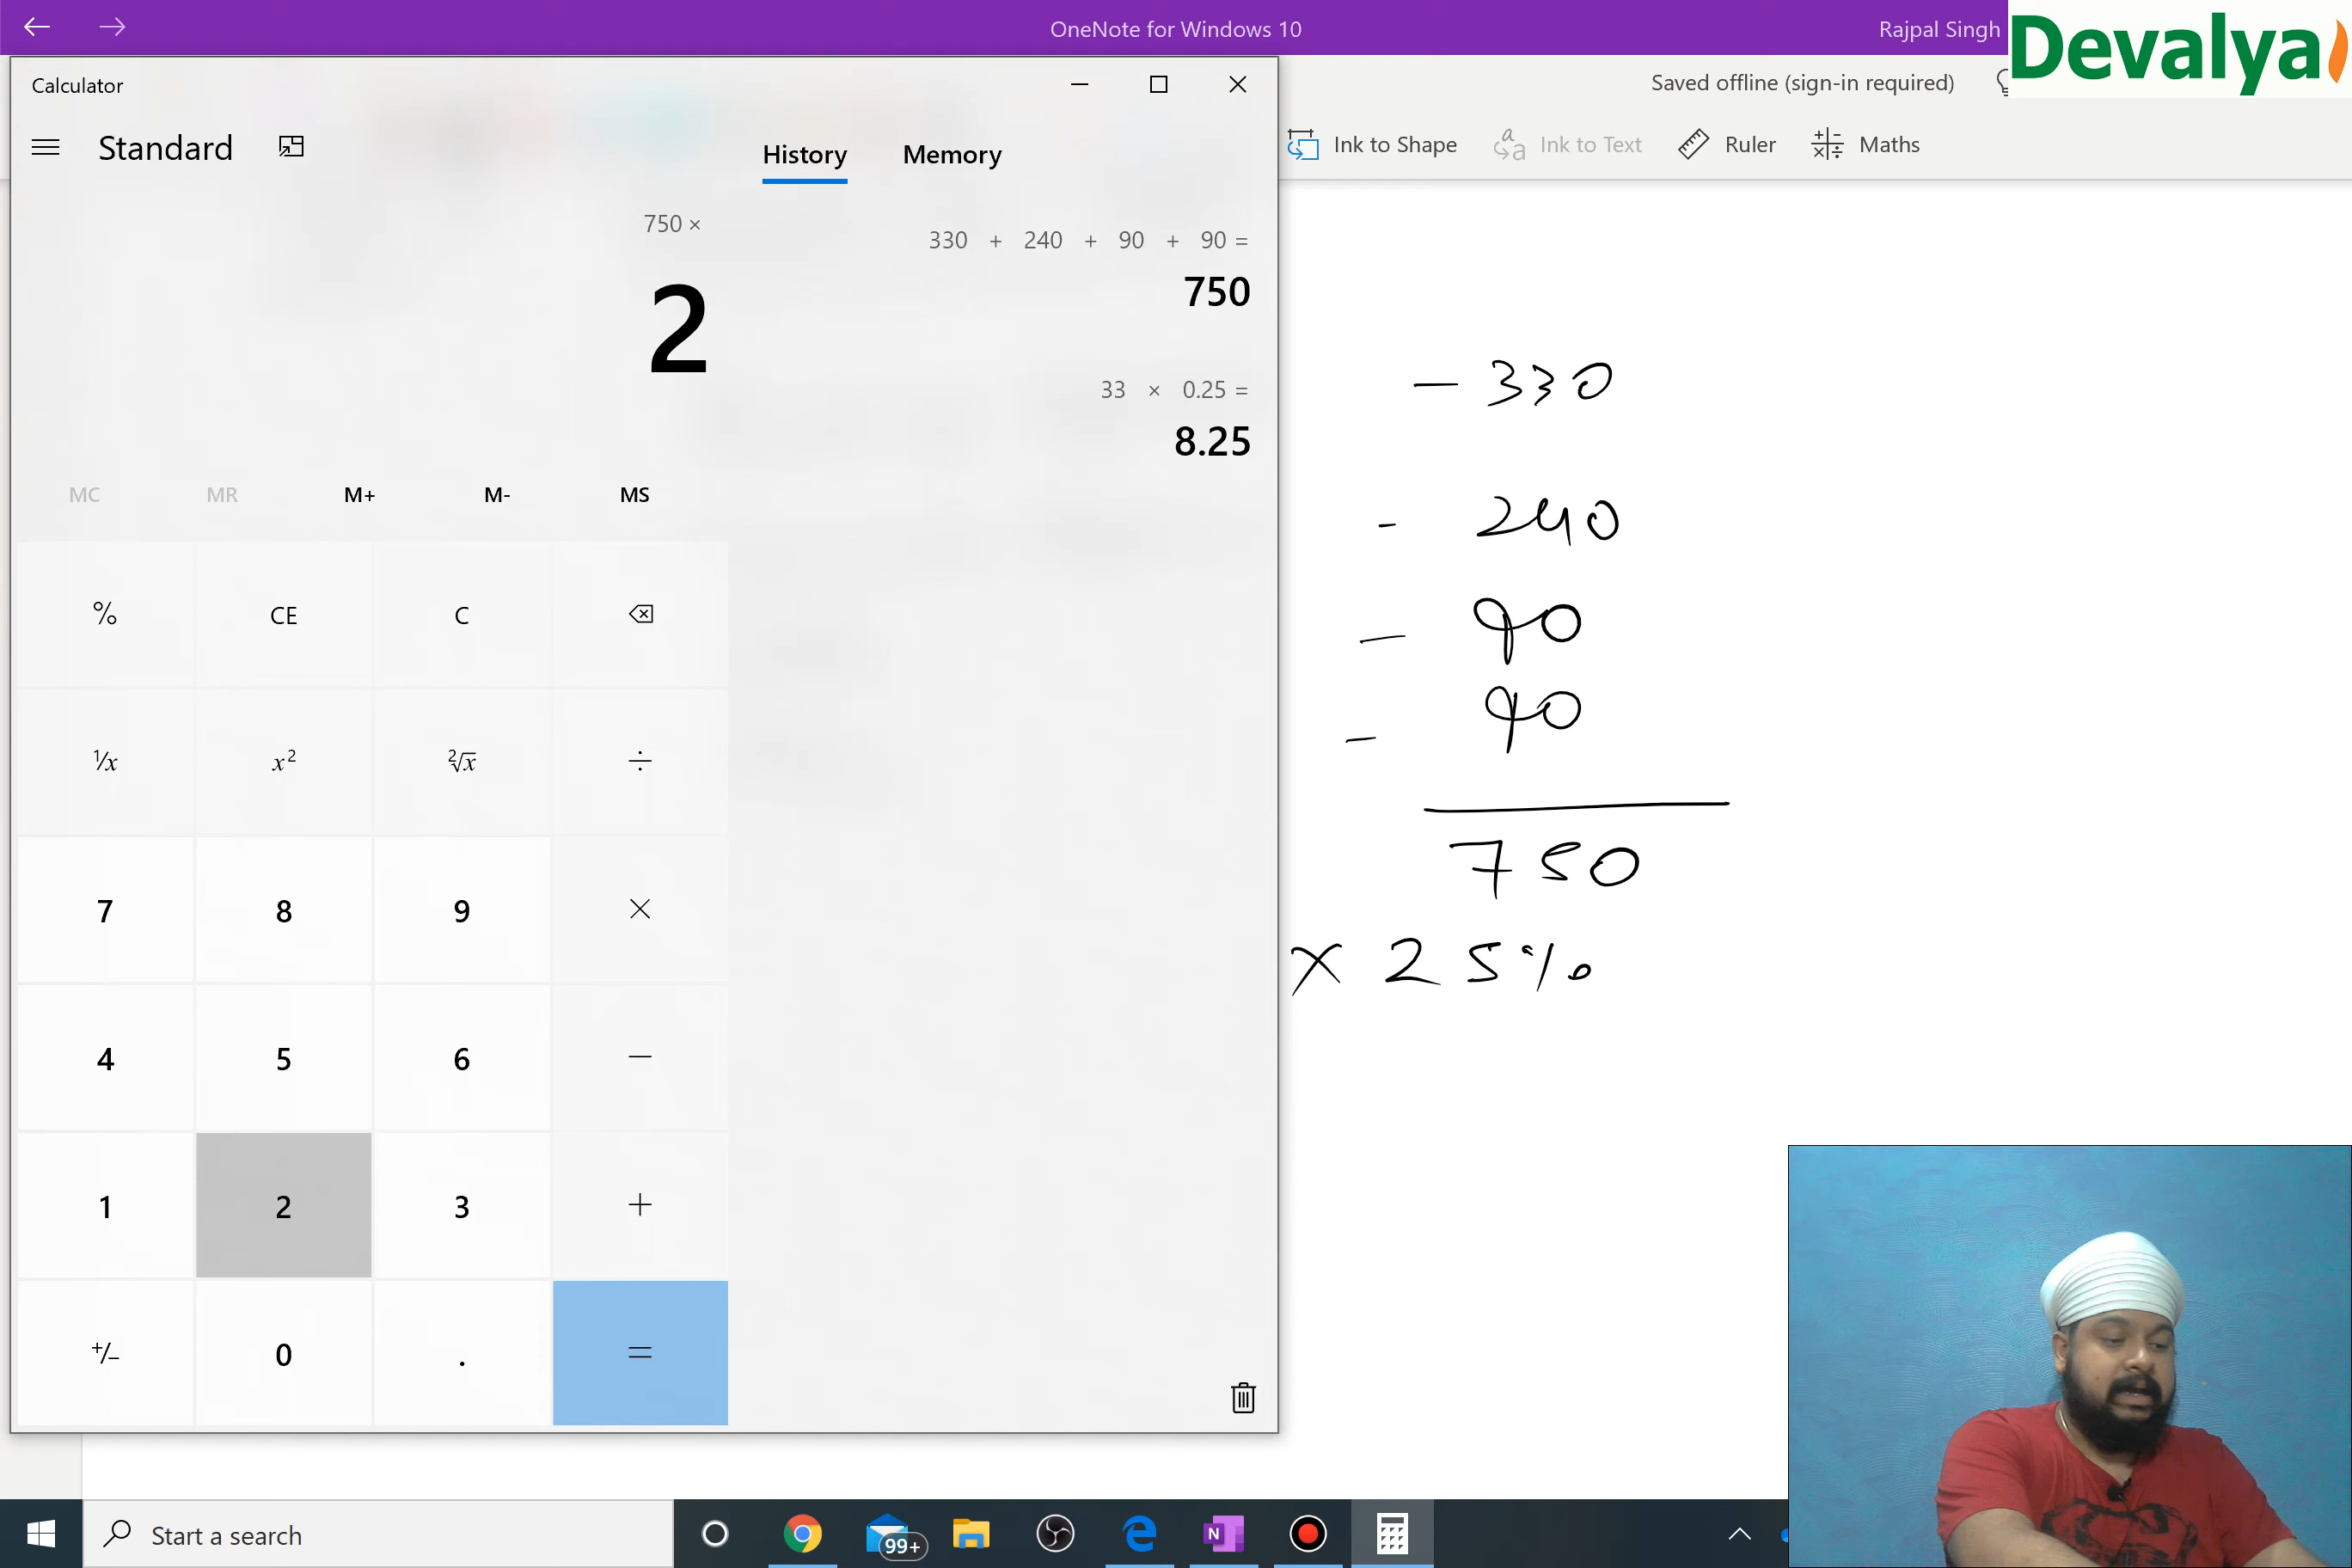 OneNote for Windows 10
Rajpal Singh
Devalya
Calculator
Saved offline (sign-in required)
Standard
History
Memory
Ink to Shape
Ink to Text
Ruler
Maths
750 ×
2
330 + 240 + 90 + 90 =
750
33 × 0.25 =
8.25
MC MR M+ M- MS
% CE C
¹/x x² ²√x ÷
7 8 9 ×
4 5 6 −
1 2 3 +
+/− 0 . =
- 330
- 240
- 90
- 90
750
x 25%
Start a search
99+
N